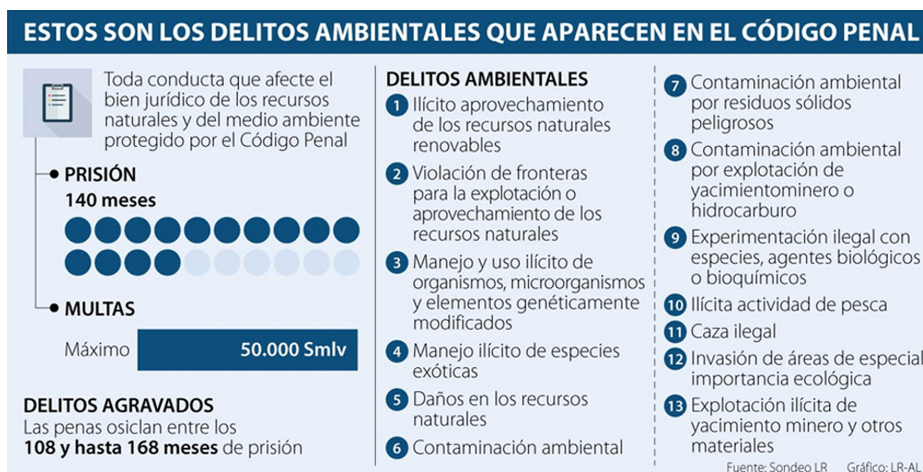 ESTOS SON LOS DELITOS AMBIENTALES QUE APARECEN EN EL CÓDIGO PENAL
Toda conducta que afecte el
bien jurídico de los recursos
naturales y del medio ambiente
protegido por el Código Penal
PRISIÓN
140 meses
MULTAS
Máximo 50.000 Smlv
DELITOS AGRAVADOS
Las penas osiclan entre los
108 y hasta 168 meses de prisión
DELITOS AMBIENTALES
1 Ilícito aprovechamiento
de los recursos naturales
renovables
2 Violación de fronteras
para la explotación o
aprovechamiento de los
recursos naturales
3 Manejo y uso ilícito de
organismos, microorganismos
y elementos genéticamente
modificados
4 Manejo ilícito de especies
exóticas
5 Daños en los recursos
naturales
6 Contaminación ambiental
7 Contaminación ambiental
por residuos sólidos
peligrosos
8 Contaminación ambiental
por explotación de
yacimientominero o
hidrocarburo
9 Experimentación ilegal con
especies, agentes biológicos
o bioquímicos
10 Ilícita actividad de pesca
11 Caza ilegal
12 Invasión de áreas de especial
importancia ecológica
13 Explotación ilícita de
yacimiento minero y otros
materiales
Fuente: Sondeo LR Gráfico: LR-AL